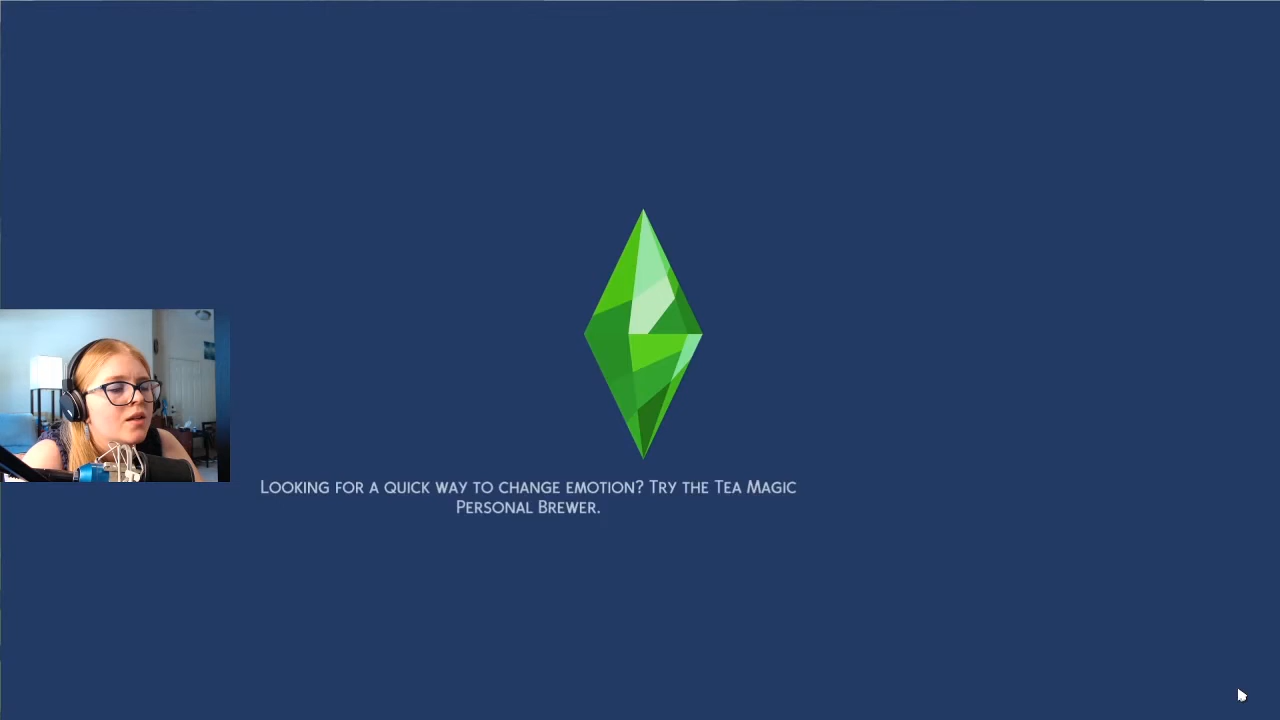 Looking for a quick way to change emotion? Try the Tea Magic
Personal Brewer.